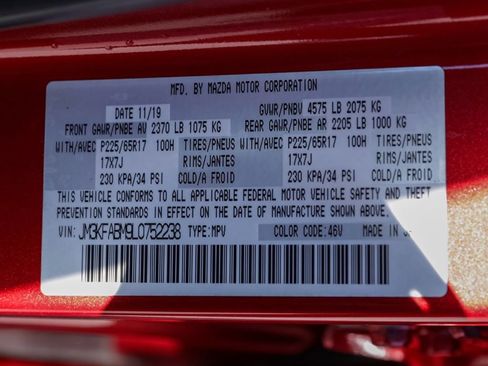 MFD. BY MAZDA MOTOR CORPORATION
DATE 11/19 GVWR/PNBV 4575 LB 2075 KG
FRONT GAWR/PNBE AV 2370 LB 1075 KG REAR GAWR/PNBE AR 2205 LB 1000 KG
WITH/AVEC P225/65R17 100H TIRES/PNEUS WITH/AVEC P225/65R17 100H TIRES/PNEUS
17X7J RIMS/JANTES 17X7J RIMS/JANTES
230 KPA/34 PSI COLD/A FROID 230 KPA/34 PSI COLD/A FROID
THIS VEHICLE CONFORMS TO ALL APPLICABLE FEDERAL MOTOR VEHICLE SAFETY AND THEFT
PREVENTION STANDARDS IN EFFECT ON THE DATE OF MANUFACTURE SHOWN ABOVE.
VIN: JM3KFABM9L0752238 TYPE:MPV COLOR CODE:46V MADE IN